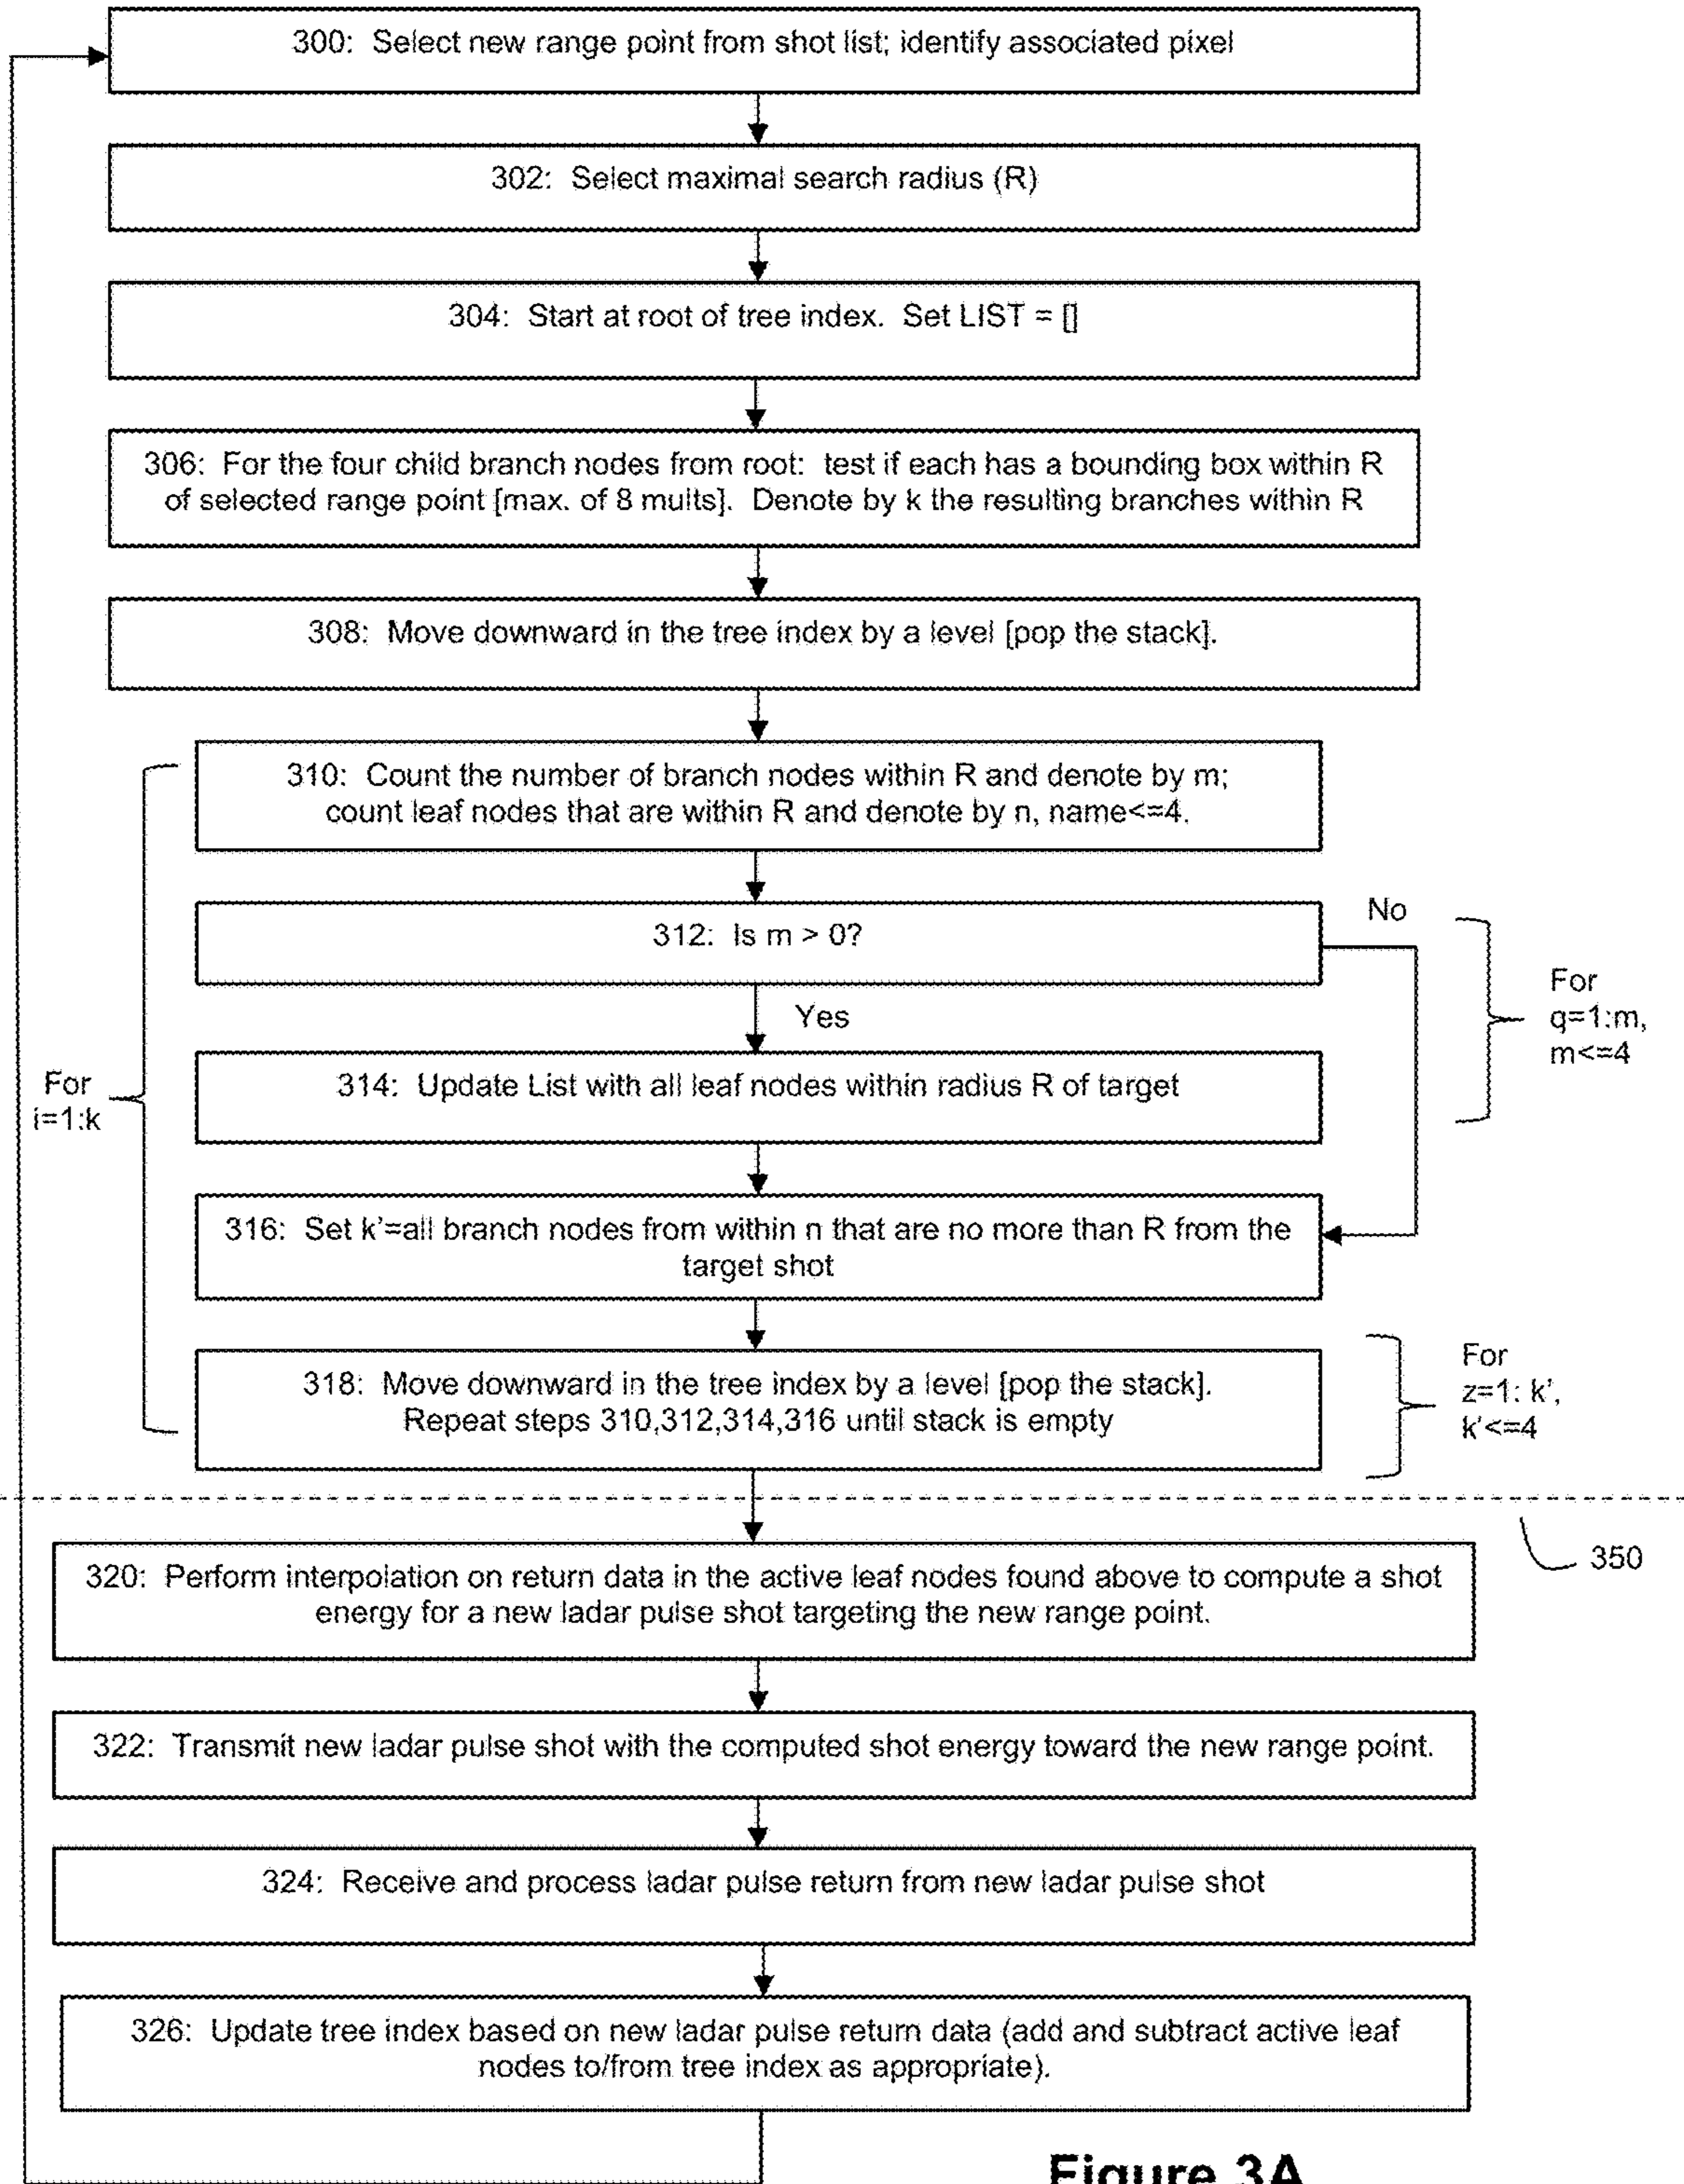 300: Select new range point from shot list; identify associated pixel
302: Select maximal search radius (R)
304: Start at root of tree index. Set LIST = []
306: For the four child branch nodes from root: test if each has a bounding box within R
of selected range point [max. of 8 mults]. Denote by k the resulting branches within R
308: Move downward in the tree index by a level [pop the stack].
310: Count the number of branch nodes within R and denote by m;
count leaf nodes that are within R and denote by n, name<=4.
312: Is m > 0?
No
Yes
For
q=1:m,
m<=4
314: Update List with all leaf nodes within radius R of target
For
i=1:k
316: Set k'=all branch nodes from within n that are no more than R from the
target shot
318: Move downward in the tree index by a level [pop the stack].
Repeat steps 310,312,314,316 until stack is empty
For
z=1: k',
k'<=4
350
320: Perform interpolation on return data in the active leaf nodes found above to compute a shot
energy for a new ladar pulse shot targeting the new range point.
322: Transmit new ladar pulse shot with the computed shot energy toward the new range point.
324: Receive and process ladar pulse return from new ladar pulse shot
326: Update tree index based on new ladar pulse return data (add and subtract active leaf
nodes to/from tree index as appropriate).
Figure 3A